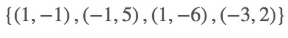 {(1, −1) , (−1, 5) , (1, −6) , (−3, 2)}